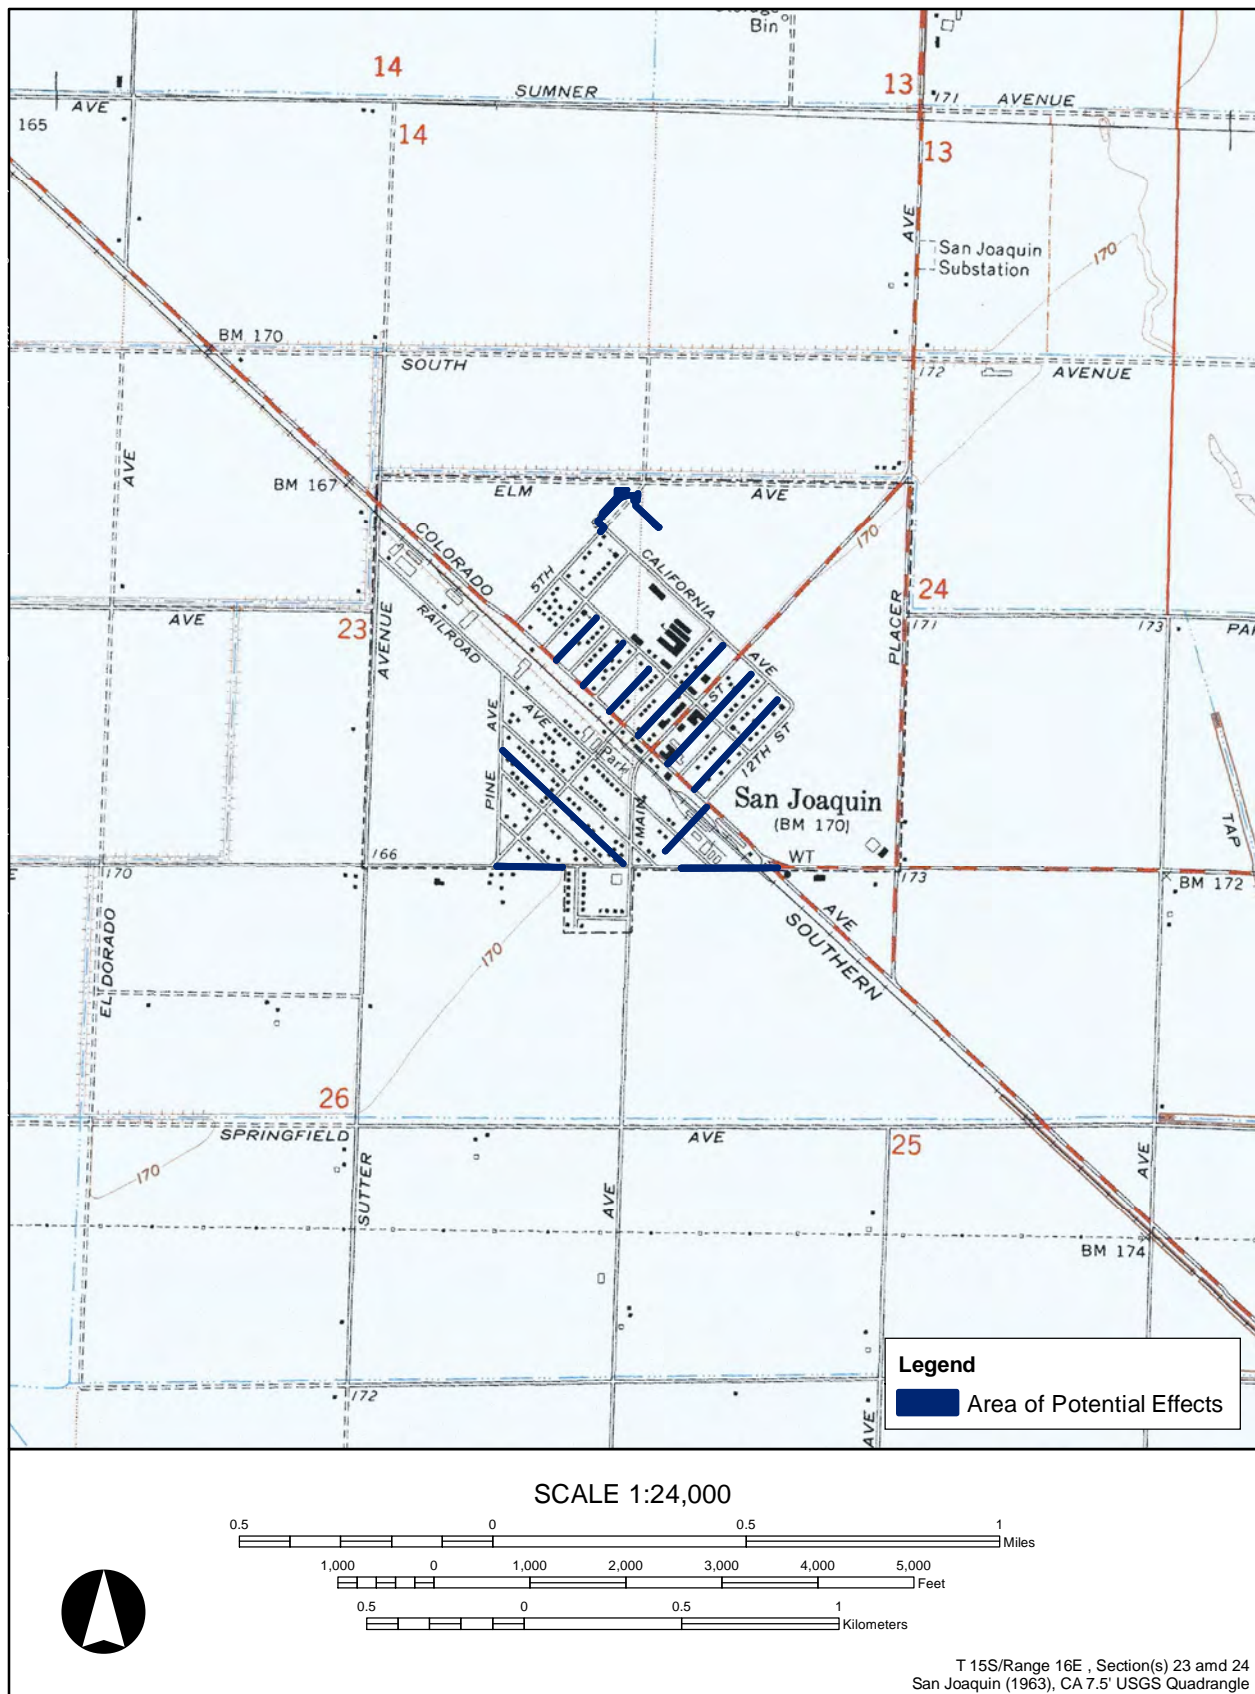 Bin
14
SUMNER
13
171
AVENUE
AVE
165
14
13
AVE
San Joaquin
Substation
170
BM 170
SOUTH
172
AVENUE
AVE
BM 167
ELM
AVE
COLORADO
170
5TH
CALIFORNIA
24
AVE
RAILROAD
23
AVENUE
PLACER
171
173
AVE
ST
PINE
AVE
AVE
Park
12TH ST
MAIN
San Joaquin
(BM 170)
TAP
166
WT
170
173
BM 172
EL DORADO
170
AVE
SOUTHERN
26
SPRINGFIELD
AVE
25
170
SUTTER
AVE
AVE
BM 174
172
AVE
Legend
Area of Potential Effects
SCALE 1:24,000
0.5 0 0.5 1
Miles
1,000 0 1,000 2,000 3,000 4,000 5,000
Feet
0.5 0 0.5 1
Kilometers
T 15S/Range 16E , Section(s) 23 amd 24
San Joaquin (1963), CA 7.5' USGS Quadrangle